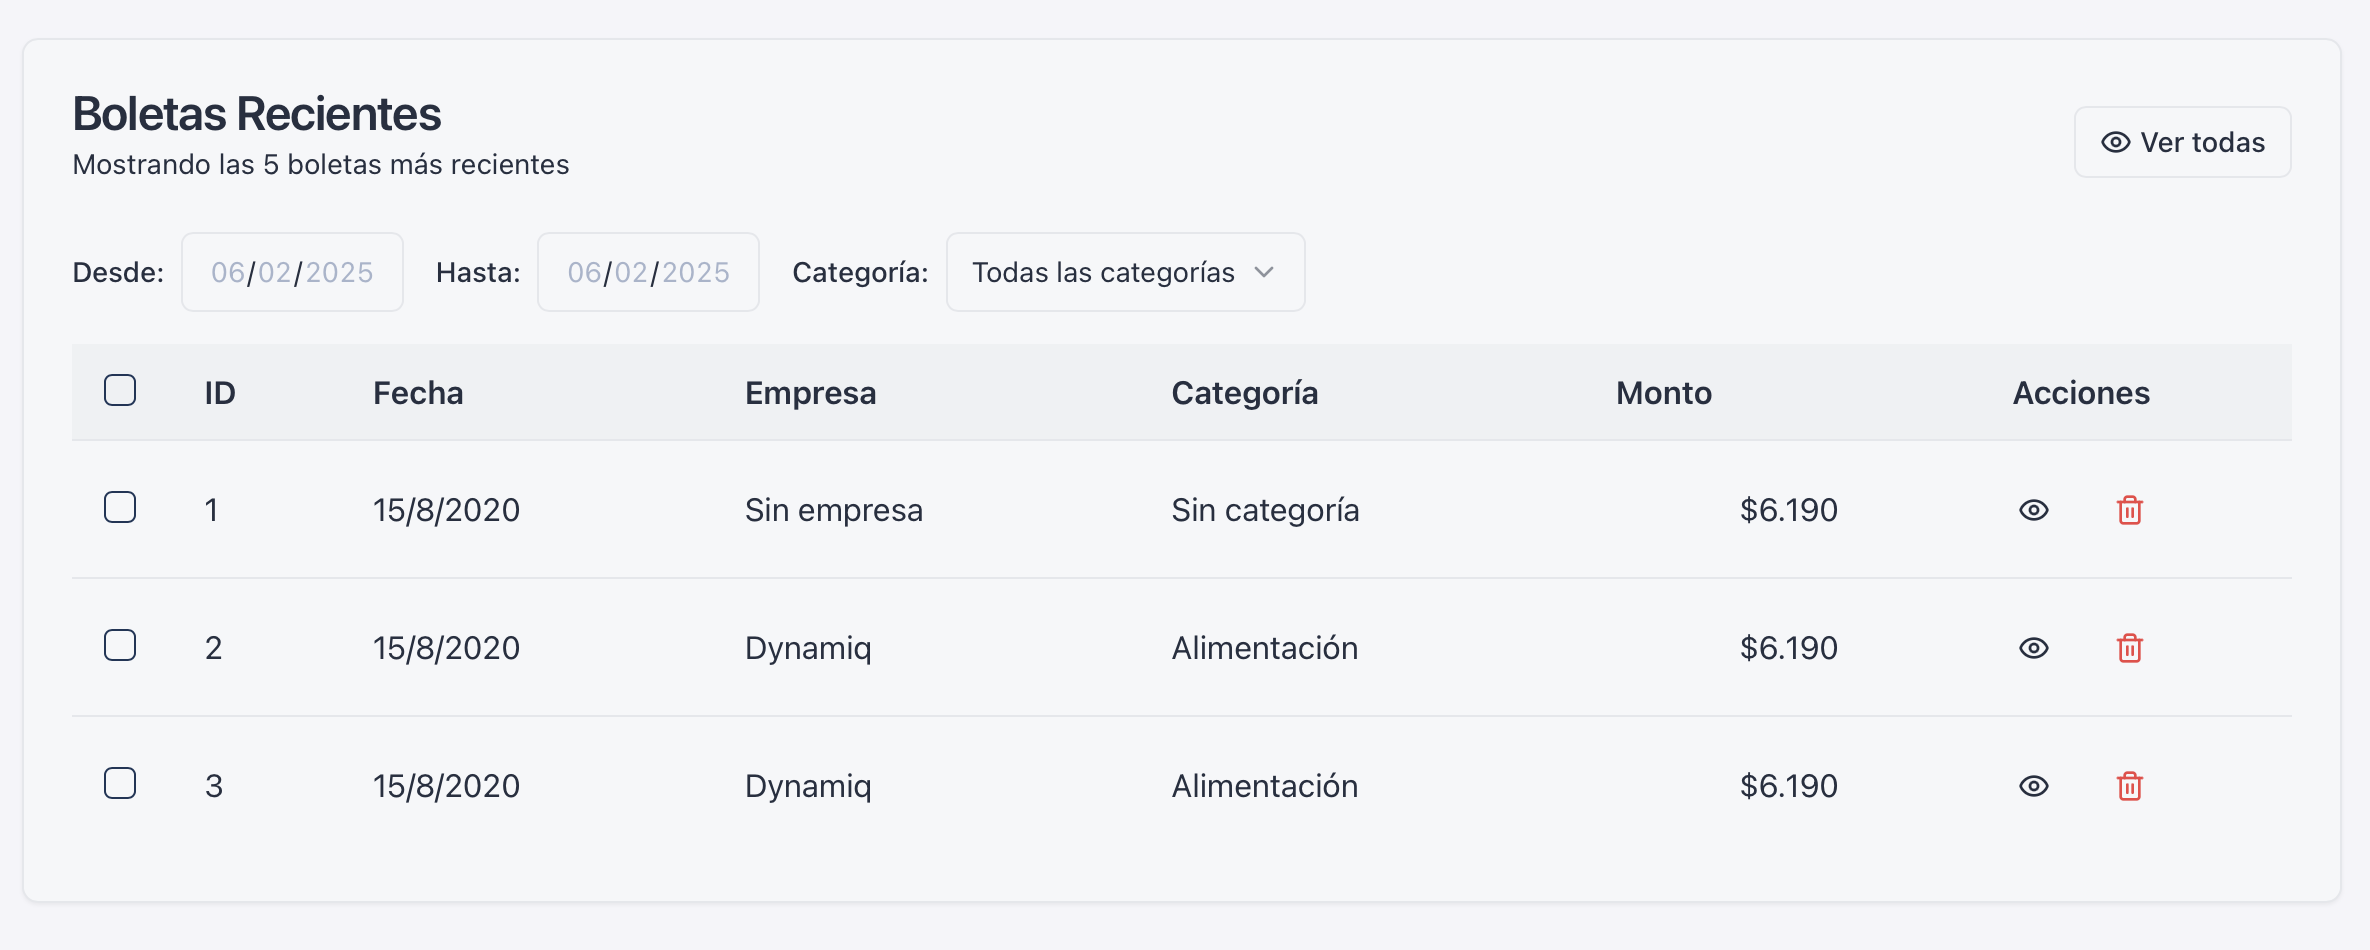 Boletas Recientes
Mostrando las 5 boletas más recientes
Ver todas
Desde: 06/02/2025 Hasta: 06/02/2025 Categoría: Todas las categorías
ID Fecha Empresa Categoría Monto Acciones
1 15/8/2020 Sin empresa Sin categoría $6.190
2 15/8/2020 Dynamiq Alimentación $6.190
3 15/8/2020 Dynamiq Alimentación $6.190